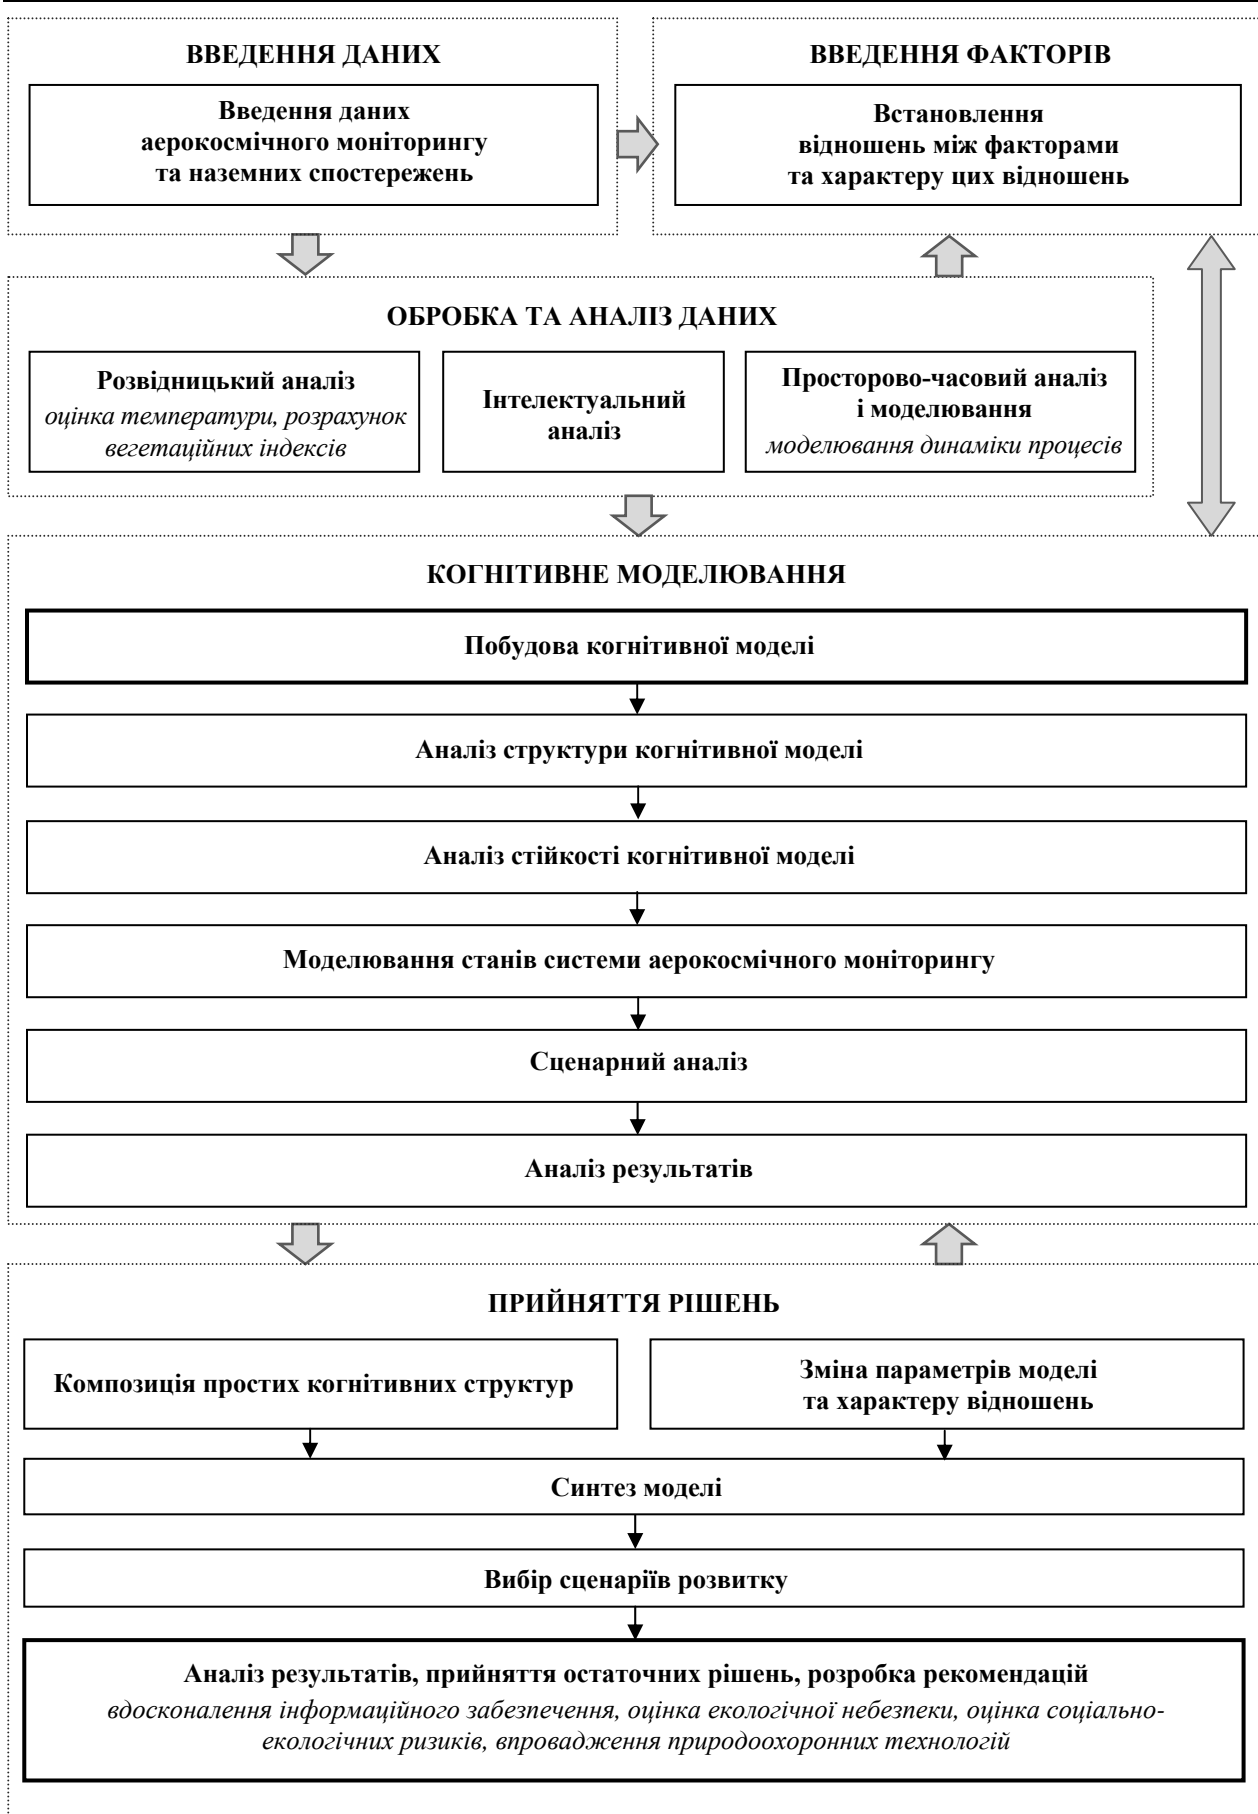 ВВЕДЕННЯ ДАНИХ
Введення даних
аерокосмічного моніторингу
та наземних спостережень
ВВЕДЕННЯ ФАКТОРІВ
Встановлення
відношень між факторами
та характеру цих відношень
ОБРОБКА ТА АНАЛІЗ ДАНИХ
Розвідницький аналіз
оцінка температури, розрахунок
вегетаційних індексів
Інтелектуальний
аналіз
Просторово-часовий аналіз
і моделювання
моделювання динаміки процесів
КОГНІТИВНЕ МОДЕЛЮВАННЯ
Побудова когнітивної моделі
Аналіз структури когнітивної моделі
Аналіз стійкості когнітивної моделі
Моделювання станів системи аерокосмічного моніторингу
Сценарний аналіз
Аналіз результатів
ПРИЙНЯТТЯ РІШЕНЬ
Композиція простих когнітивних структур
Зміна параметрів моделі
та характеру відношень
Синтез моделі
Вибір сценаріїв розвитку
Аналіз результатів, прийняття остаточних рішень, розробка рекомендацій
вдосконалення інформаційного забезпечення, оцінка екологічної небезпеки, оцінка соціально-
екологічних ризиків, впровадження природоохоронних технологій